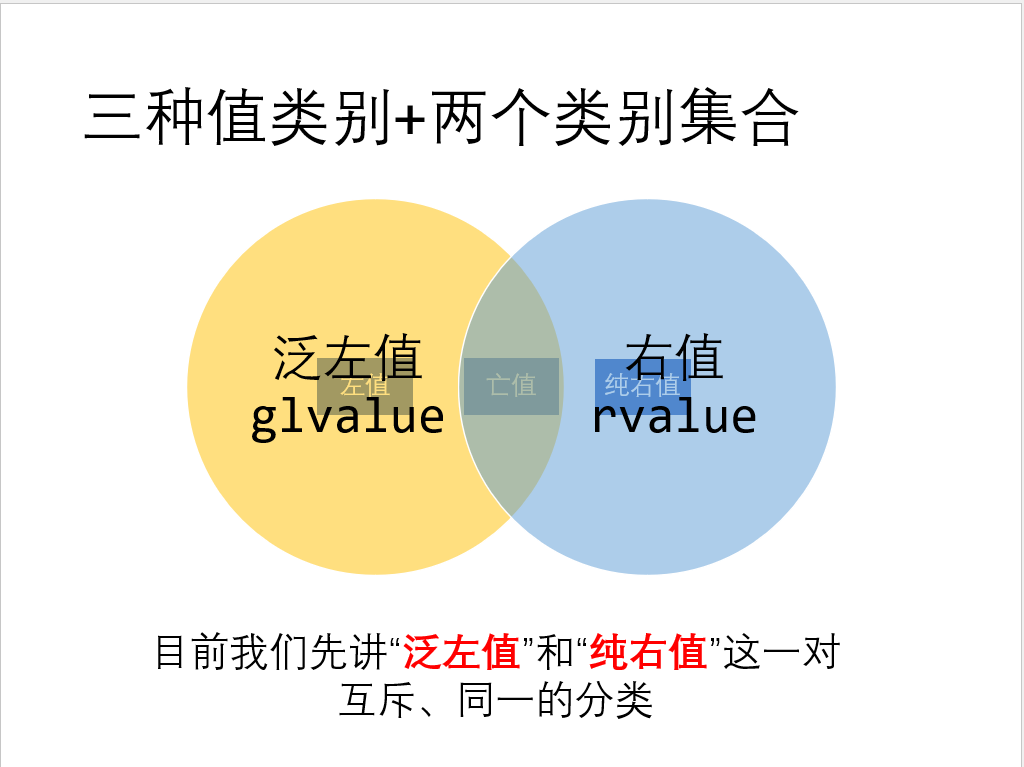 三种值类别+两个类别集合
泛左值
glvalue
左值
亡值
右值
rvalue
纯右值
目前我们先讲“泛左值”和“纯右值”这一对
互斥、同一的分类